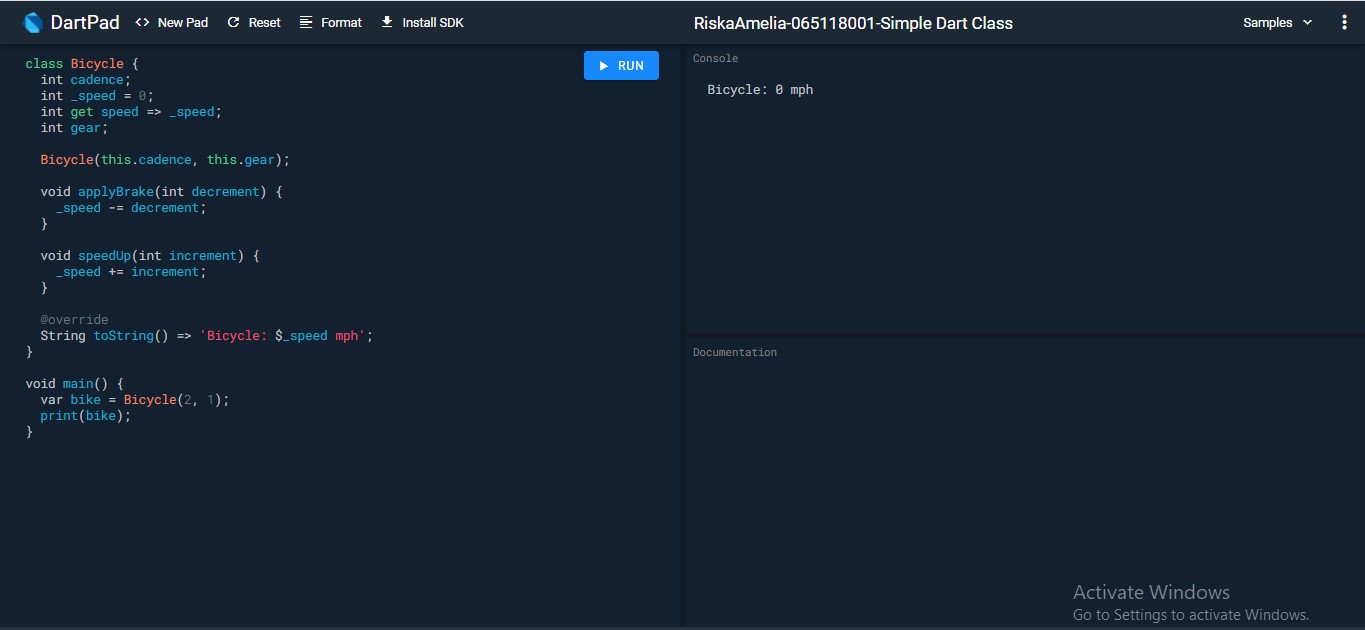 DartPad <> New Pad Reset Format Install SDK RiskaAmelia-065118001-Simple Dart Class Samples
class Bicycle {
int cadence;
int _speed = 0;
int get speed => _speed;
int gear;
Bicycle(this.cadence, this.gear);
void applyBrake(int decrement) {
_speed -= decrement;
}
void speedUp(int increment) {
_speed += increment;
}
@override
String toString() => 'Bicycle: $_speed mph';
}
void main() {
var bike = Bicycle(2, 1);
print(bike);
}
RUN
Console
Bicycle: 0 mph
Documentation
Activate Windows
Go to Settings to activate Windows.